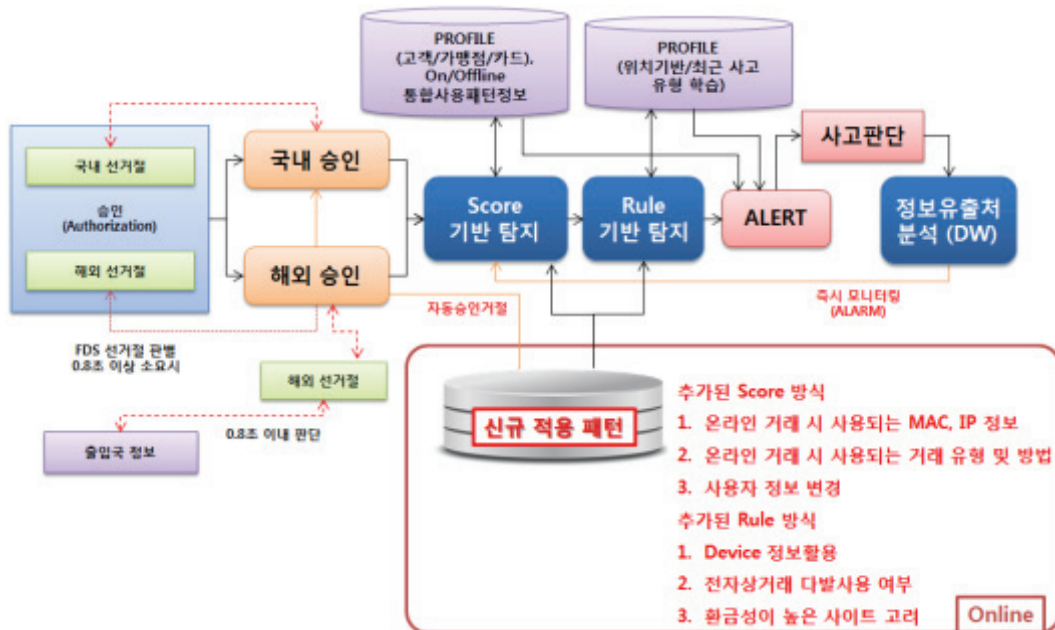 PROFILE
(고객/가맹점/카드).
On/Offline
통합사용패턴정보
PROFILE
(위치기반/최근 사고
유형 학습)
국내 선거절
승인
(Authorization)
해외 선거절
국내 승인
해외 승인
Score
기반 탐지
Rule
기반 탐지
ALERT
사고판단
정보유출처
분석 (DW)
자동승인거절
즉시 모니터링
(ALARM)
FDS 선거절 판별
0.8초 이상 소요시
해외 선거절
0.8초 이내 판단
출입국 정보
신규 적용 패턴
추가된 Score 방식
1. 온라인 거래 시 사용되는 MAC, IP 정보
2. 온라인 거래 시 사용되는 거래 유형 및 방법
3. 사용자 정보 변경
추가된 Rule 방식
1. Device 정보활용
2. 전자상거래 다발사용 여부
3. 환금성이 높은 사이트 고려
Online